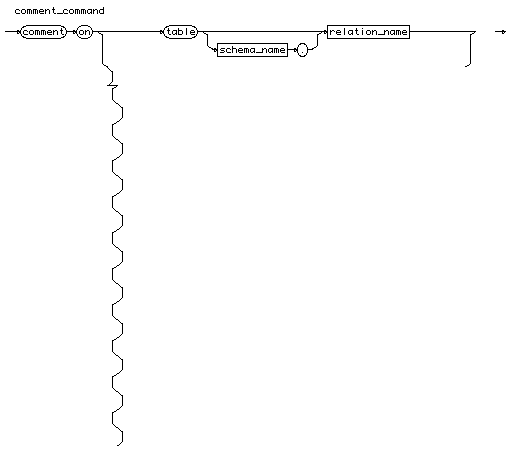 comment_command
comment on table relation_name
schema_name .